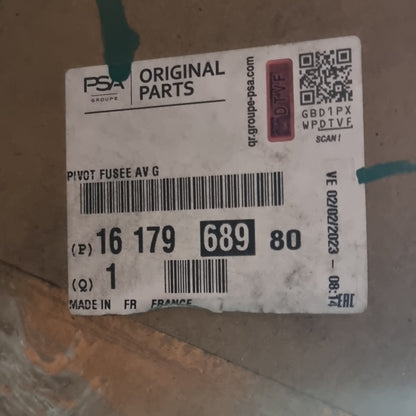 PSA
GROUPE
ORIGINAL
PARTS
qr.groupe-psa.com
DTVF
GBD1PX
WPDTVF
SCAN!
PIVOT FUSEE AV G
(P) 16 179 689 80
(Q) 1
MADE IN FR FRANCE
VE 02/02/2023 - 08:14
EAC